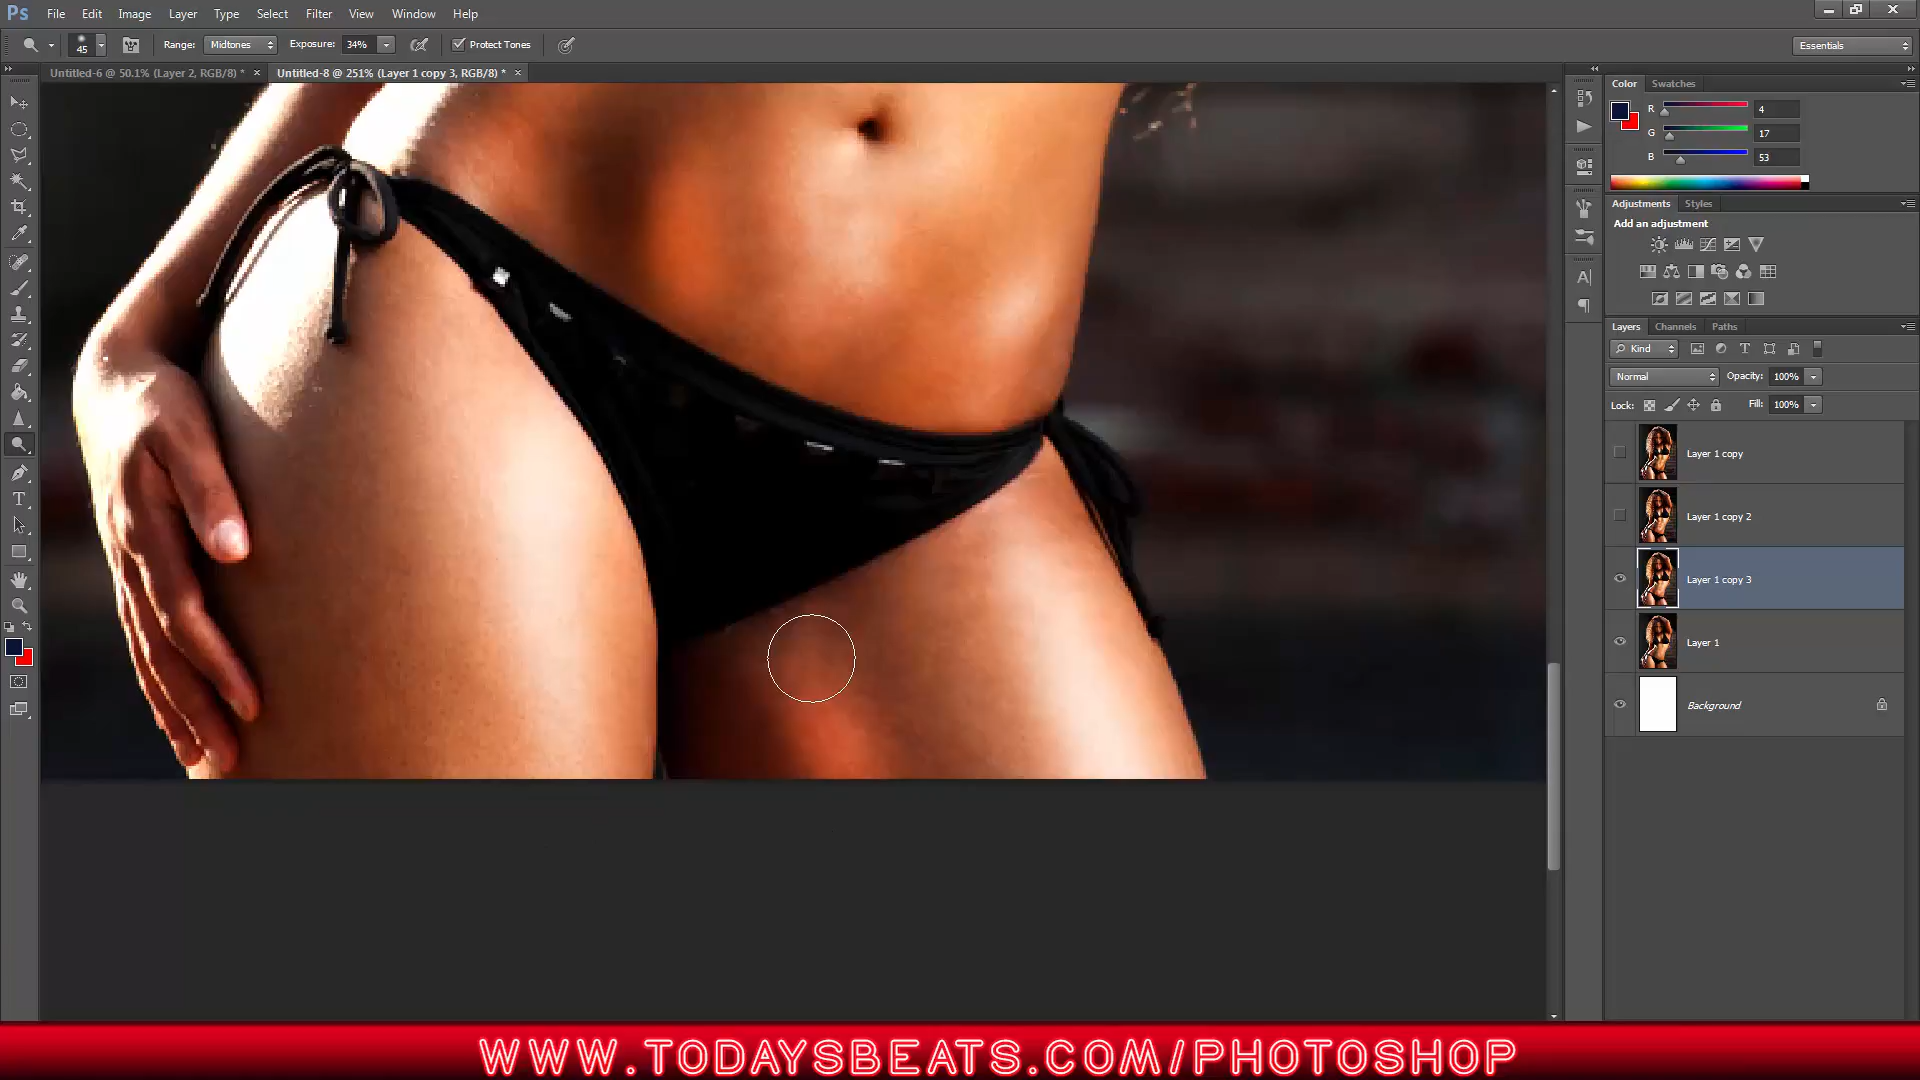 Ps File Edit Image Layer Type Select Filter View Window Help
45 Range: Midtones Exposure: 34% Protect Tones Essentials
Untitled-6 @ 50.1% (Layer 2, RGB/8) * × Untitled-8 @ 251% (Layer 1 copy 3, RGB/8) * ×
Color Swatches
R 4
G 17
B 53
Adjustments Styles
Add an adjustment
Layers Channels Paths
Kind
Normal Opacity: 100%
Lock: Fill: 100%
Layer 1 copy
Layer 1 copy 2
Layer 1 copy 3
Layer 1
Background
WWW.TODAYSBEATS.COM/PHOTOSHOP